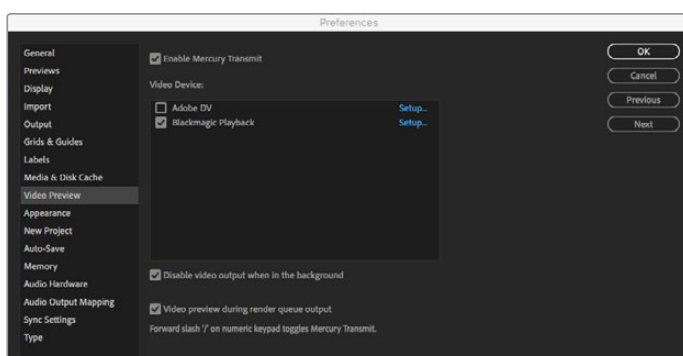 Preferences
General
Previews
Display
Import
Output
Grids & Guides
Labels
Media & Disk Cache
Video Preview
Appearance
New Project
Auto-Save
Memory
Audio Hardware
Audio Output Mapping
Sync Settings
Type
Enable Mercury Transmit
Video Device:
Adobe DV Setup...
Blackmagic Playback Setup...
Disable video output when in the background
Video preview during render queue output
Forward slash '/' on numeric keypad toggles Mercury Transmit.
OK
Cancel
Previous
Next